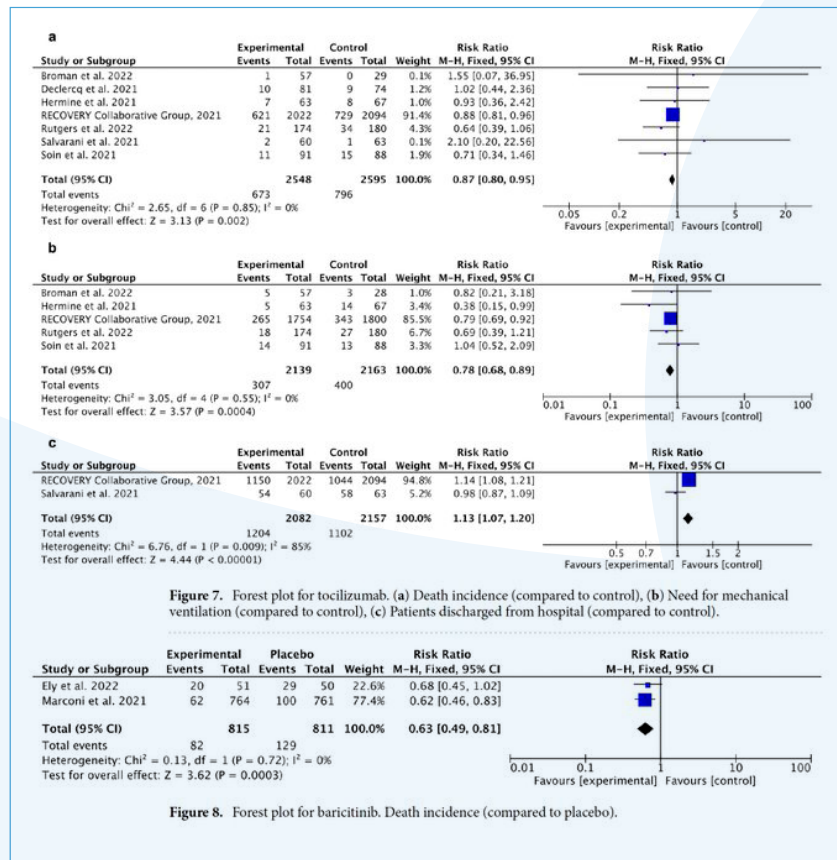 a
Experimental Control Risk Ratio Risk Ratio
Study or Subgroup Events Total Events Total Weight M-H, Fixed, 95% CI M-H, Fixed, 95% CI
Broman et al. 2022 1 57 0 29 0.1% 1.55 [0.07, 36.95]
Declercq et al. 2021 10 81 9 74 1.2% 1.02 [0.44, 2.36]
Hermine et al. 2021 7 63 8 67 1.0% 0.93 [0.36, 2.42]
RECOVERY Collaborative Group, 2021 621 2022 729 2094 91.4% 0.88 [0.81, 0.96]
Rutgers et al. 2022 21 174 34 180 4.3% 0.64 [0.39, 1.06]
Salvarani et al. 2021 2 60 1 63 0.1% 2.10 [0.20, 22.56]
Soin et al. 2021 11 91 15 88 1.9% 0.71 [0.34, 1.46]
Total (95% CI) 2548 2595 100.0% 0.87 [0.80, 0.95]
Total events 673 796
Heterogeneity: Chi² = 2.65, df = 6 (P = 0.85); I² = 0%
Test for overall effect: Z = 3.13 (P = 0.002)
0.05 0.2 1 5 20
Favours [experimental] Favours [control]
b
Experimental Control Risk Ratio Risk Ratio
Study or Subgroup Events Total Events Total Weight M-H, Fixed, 95% CI M-H, Fixed, 95% CI
Broman et al. 2022 5 57 3 28 1.0% 0.82 [0.21, 3.18]
Hermine et al. 2021 5 63 14 67 3.4% 0.38 [0.15, 0.99]
RECOVERY Collaborative Group, 2021 265 1754 343 1800 85.5% 0.79 [0.69, 0.92]
Rutgers et al. 2022 18 174 27 180 6.7% 0.69 [0.39, 1.21]
Soin et al. 2021 14 91 13 88 3.3% 1.04 [0.52, 2.09]
Total (95% CI) 2139 2163 100.0% 0.78 [0.68, 0.89]
Total events 307 400
Heterogeneity: Chi² = 3.05, df = 4 (P = 0.55); I² = 0%
Test for overall effect: Z = 3.57 (P = 0.0004)
0.01 0.1 1 10 100
Favours [experimental] Favours [control]
c
Experimental Control Risk Ratio Risk Ratio
Study or Subgroup Events Total Events Total Weight M-H, Fixed, 95% CI M-H, Fixed, 95% CI
RECOVERY Collaborative Group, 2021 1150 2022 1044 2094 94.8% 1.14 [1.08, 1.21]
Salvarani et al. 2021 54 60 58 63 5.2% 0.98 [0.87, 1.09]
Total (95% CI) 2082 2157 100.0% 1.13 [1.07, 1.20]
Total events 1204 1102
Heterogeneity: Chi² = 6.76, df = 1 (P = 0.009); I² = 85%
Test for overall effect: Z = 4.44 (P < 0.00001)
0.5 0.7 1 1.5 2
Favours [experimental] Favours [control]
Figure 7. Forest plot for tocilizumab. (a) Death incidence (compared to control), (b) Need for mechanical
ventilation (compared to control), (c) Patients discharged from hospital (compared to control).
Experimental Placebo Risk Ratio Risk Ratio
Study or Subgroup Events Total Events Total Weight M-H, Fixed, 95% CI M-H, Fixed, 95% CI
Ely et al. 2022 20 51 29 50 22.6% 0.68 [0.45, 1.02]
Marconi et al. 2021 62 764 100 761 77.4% 0.62 [0.46, 0.83]
Total (95% CI) 815 811 100.0% 0.63 [0.49, 0.81]
Total events 82 129
Heterogeneity: Chi² = 0.13, df = 1 (P = 0.72); I² = 0%
Test for overall effect: Z = 3.62 (P = 0.0003)
0.01 0.1 1 10 100
Favours [experimental] Favours [control]
Figure 8. Forest plot for baricitinib. Death incidence (compared to placebo).